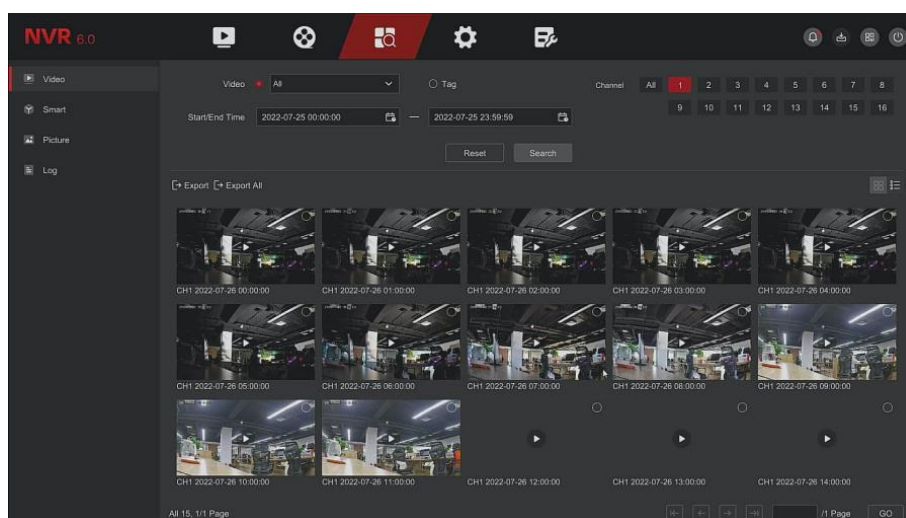 NVR 6.0
Video
Smart
Picture
Log
Video All Tag
Start/End Time 2022-07-25 00:00:00 — 2022-07-25 23:59:59
Channel All 1 2 3 4 5 6 7 8
9 10 11 12 13 14 15 16
Reset Search
Export Export All
CH1 2022-07-26 00:00:00 CH1 2022-07-26 01:00:00 CH1 2022-07-26 02:00:00 CH1 2022-07-26 03:00:00 CH1 2022-07-26 04:00:00
CH1 2022-07-26 05:00:00 CH1 2022-07-26 06:00:00 CH1 2022-07-26 07:00:00 CH1 2022-07-26 08:00:00 CH1 2022-07-26 09:00:00
CH1 2022-07-26 10:00:00 CH1 2022-07-26 11:00:00 CH1 2022-07-26 12:00:00 CH1 2022-07-26 13:00:00 CH1 2022-07-26 14:00:00
All 15, 1/1 Page /1 Page GO